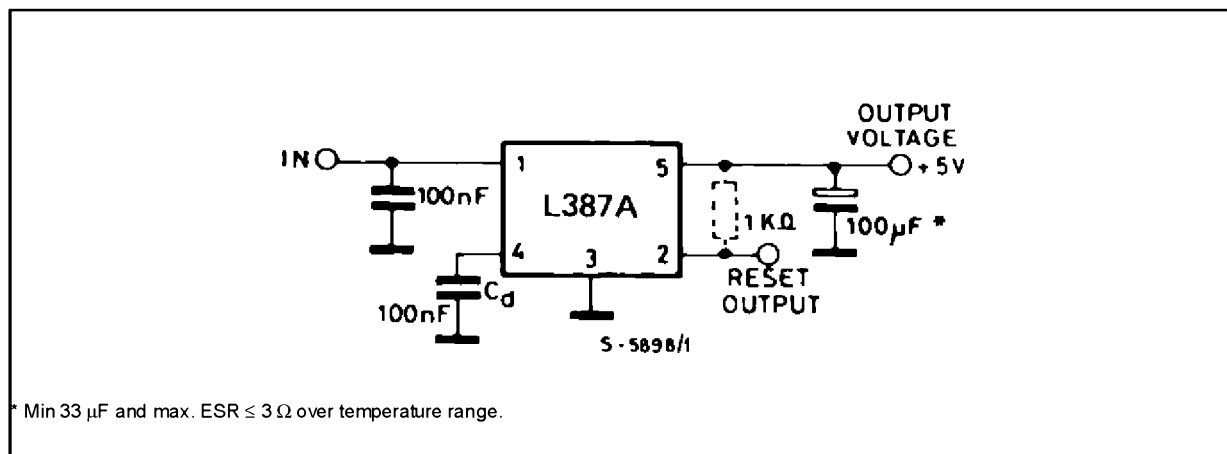 OUTPUT
VOLTAGE
IN
1
5
+5V
100nF
L387A
1KΩ
100µF *
4
3
2
Cd
100nF
RESET
OUTPUT
S-5898/1
* Min 33 µF and max. ESR ≤ 3 Ω over temperature range.